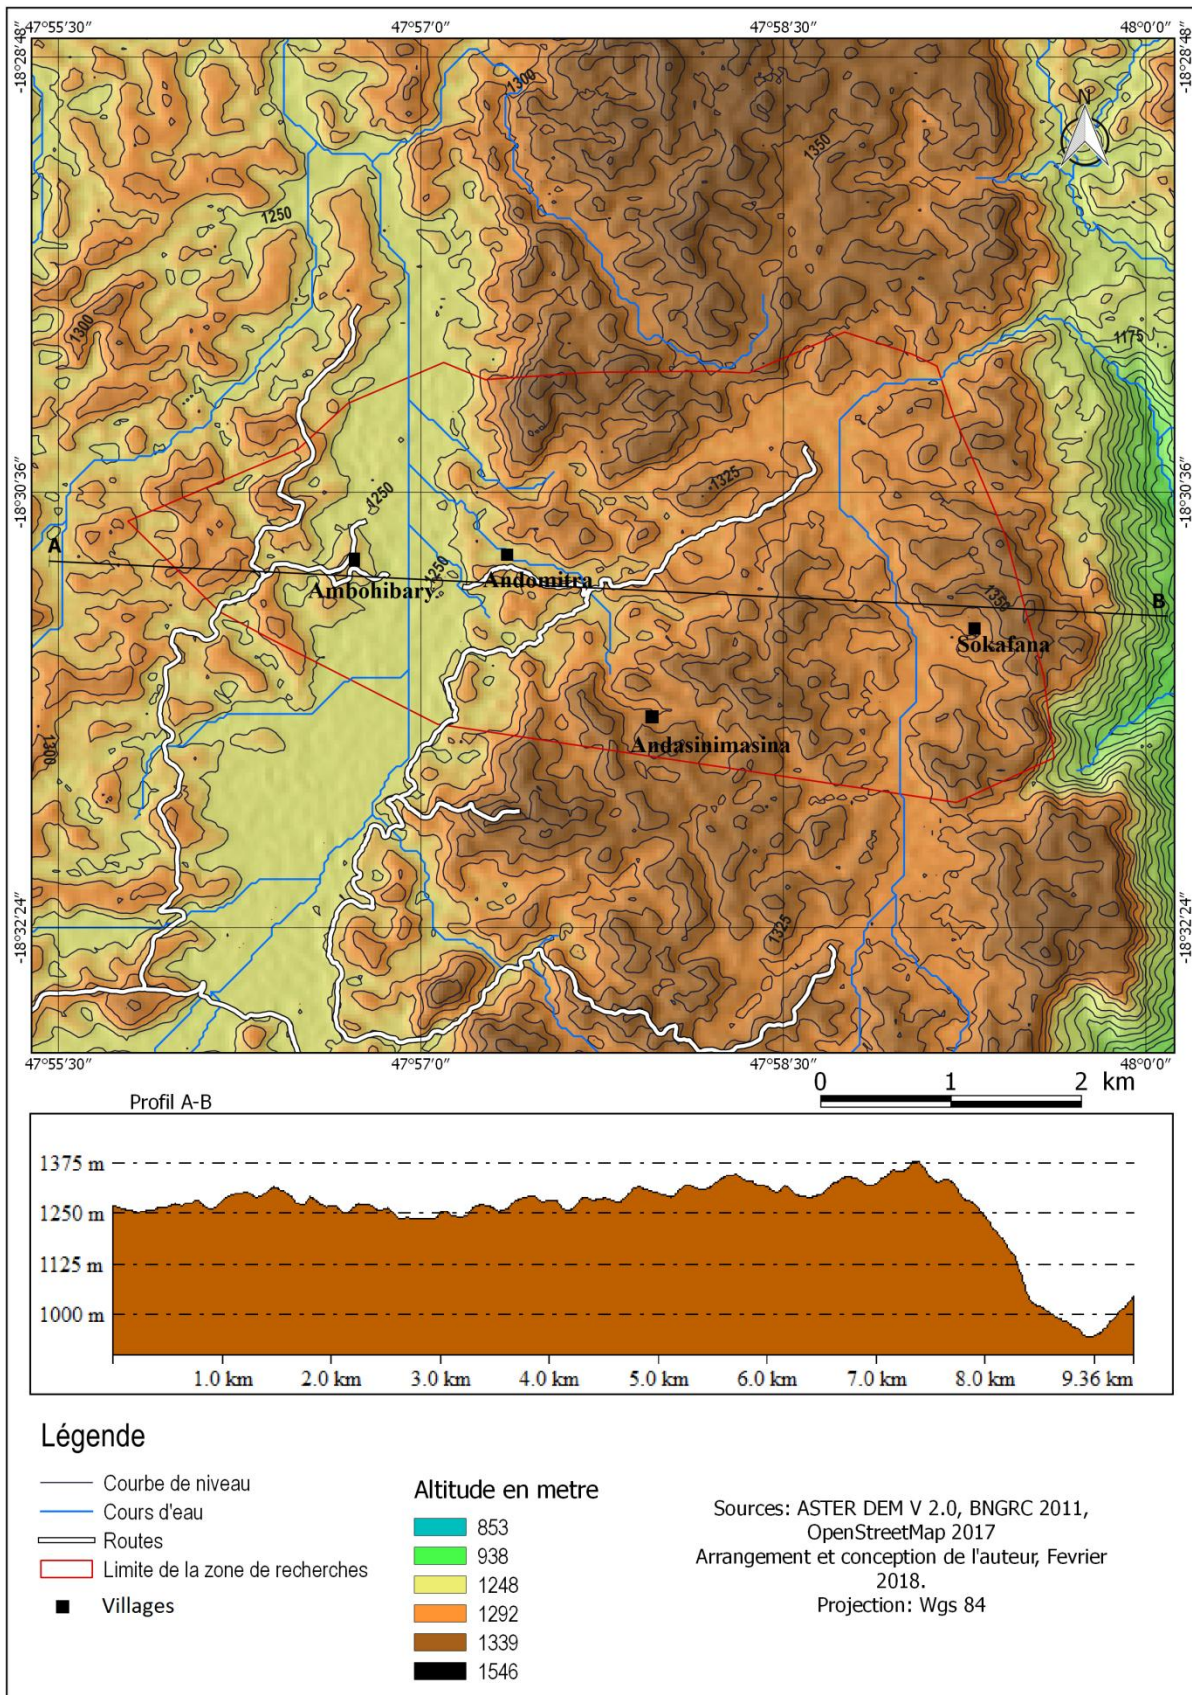 47°55′30″ 47°57′0″ 47°58′30″ 48°0′0″
-18°28′48″ -18°28′48″
1300
N
1350
1250
1300
1175
-18°30′36″ 1325 -18°30′36″
1250
A
1250
Andomitra
Ambohibary
1350
B
Sokafana
Andasinimasina
1300
-18°32′24″ 1325 -18°32′24″
47°55′30″ 47°57′0″ 47°58′30″ 48°0′0″
0 1 2 km
Profil A-B
1375 m
1250 m
1125 m
1000 m
1.0 km 2.0 km 3.0 km 4.0 km 5.0 km 6.0 km 7.0 km 8.0 km 9.36 km
Légende
Courbe de niveau
Cours d'eau
Routes
Limite de la zone de recherches
Villages
Altitude en metre
853
938
1248
1292
1339
1546
Sources: ASTER DEM V 2.0, BNGRC 2011,
OpenStreetMap 2017
Arrangement et conception de l'auteur, Fevrier
2018.
Projection: Wgs 84